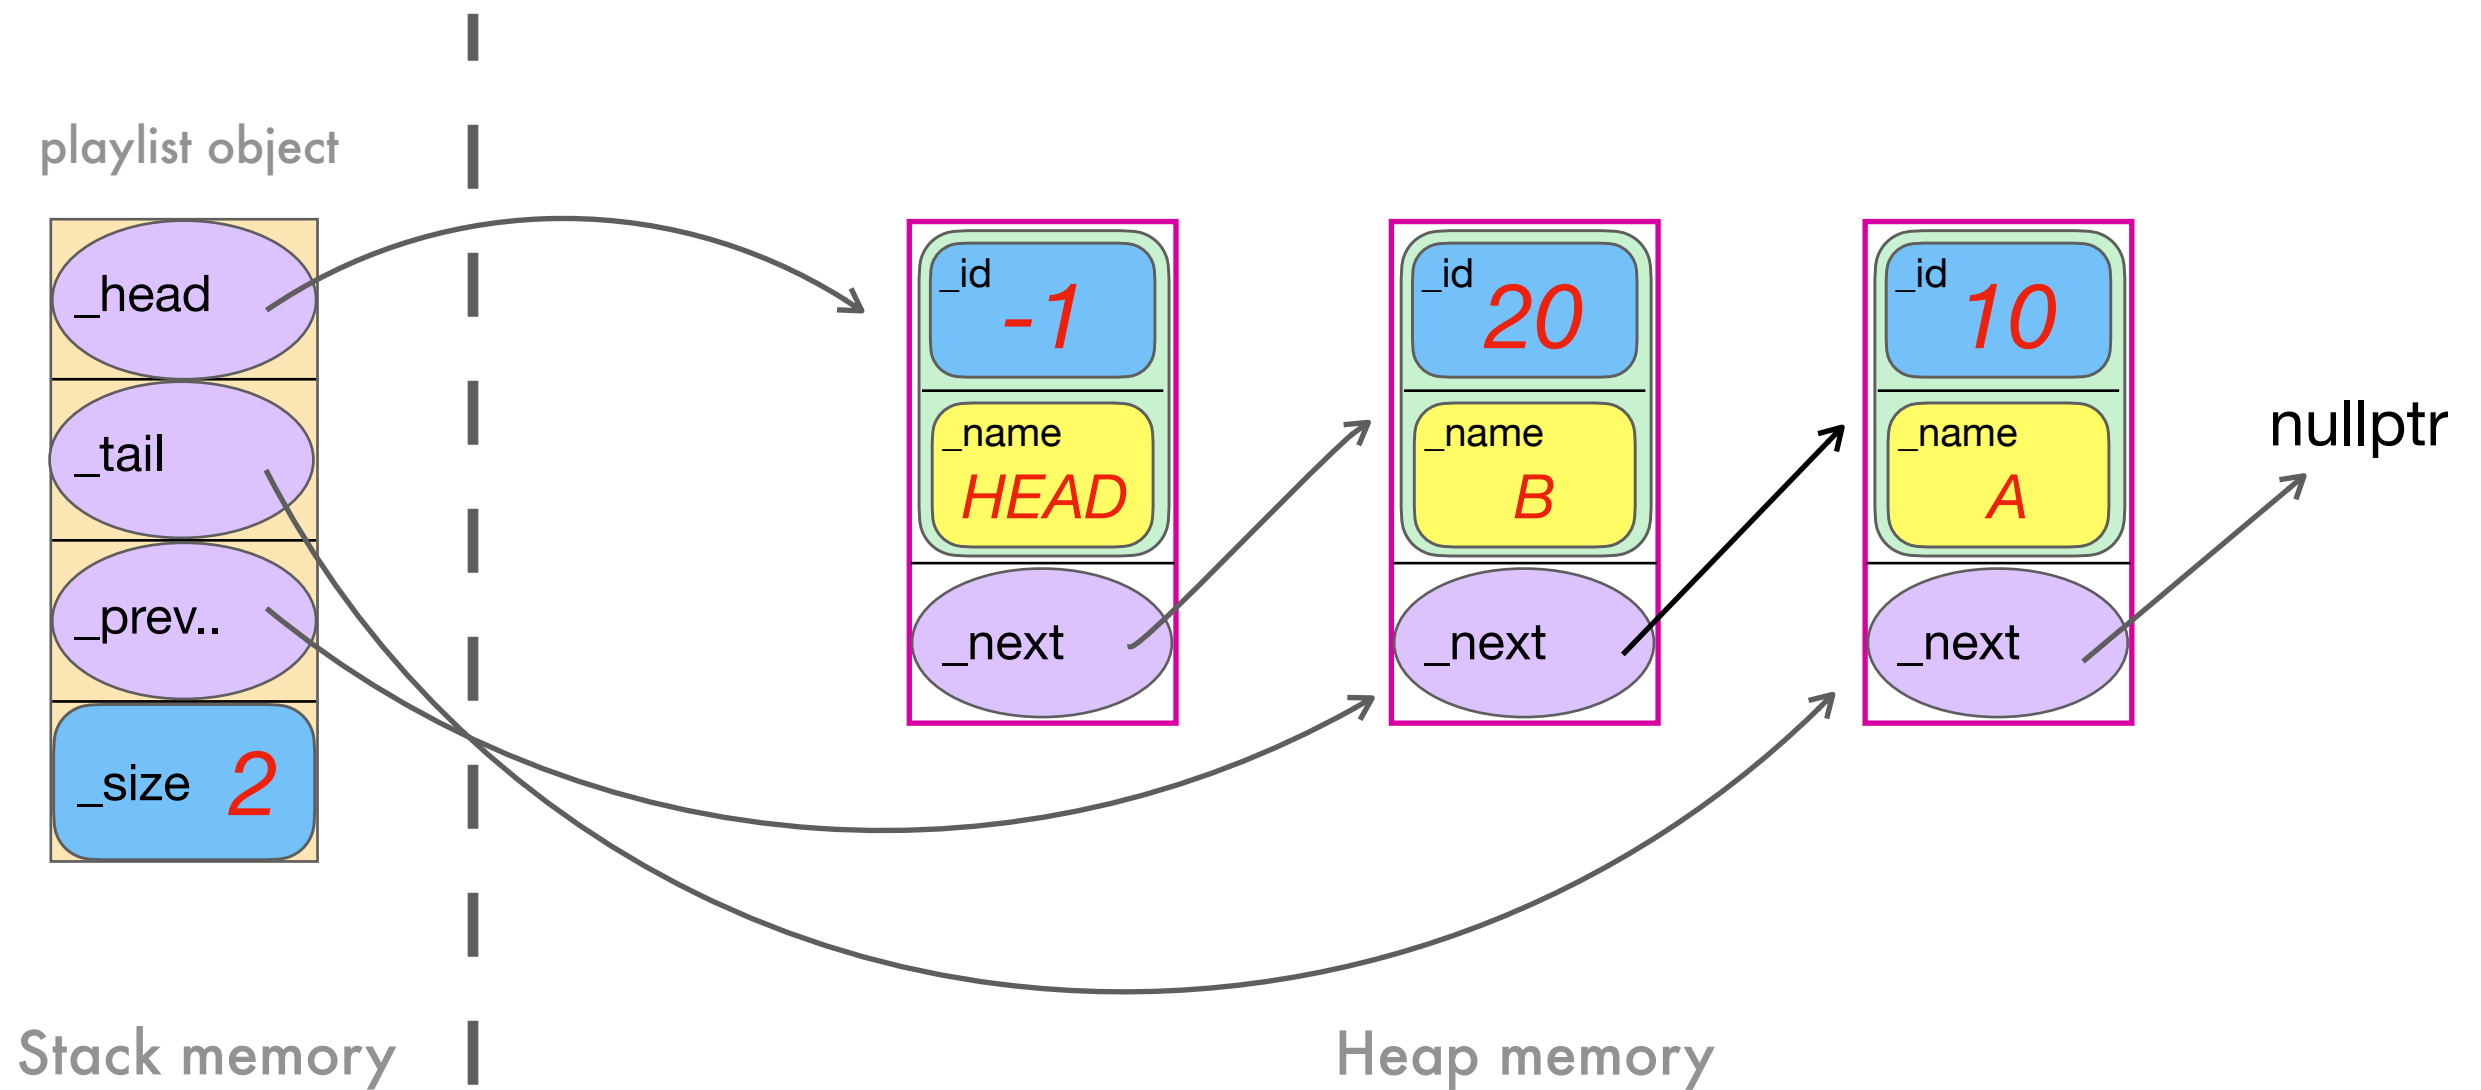 playlist object
_head
_tail
_prev..
_size 2
_id -1
_name
HEAD
_next
_id 20
_name
B
_next
_id 10
_name
A
_next
nullptr
Stack memory
Heap memory